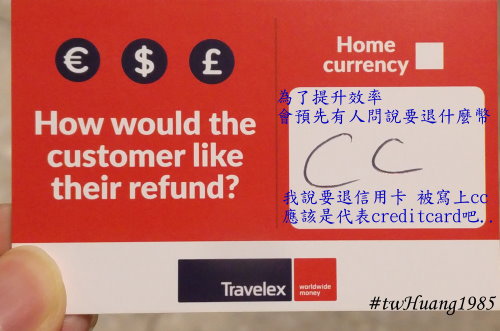 € $ £
Home
currency
How would the
customer like
their refund?
為了提升效率
會預先有人問說要退什麼幣
CC
我說要退信用卡 被寫上cc
應該是代表creditcard吧..
Travelex
worldwide
money
#twHuang1985